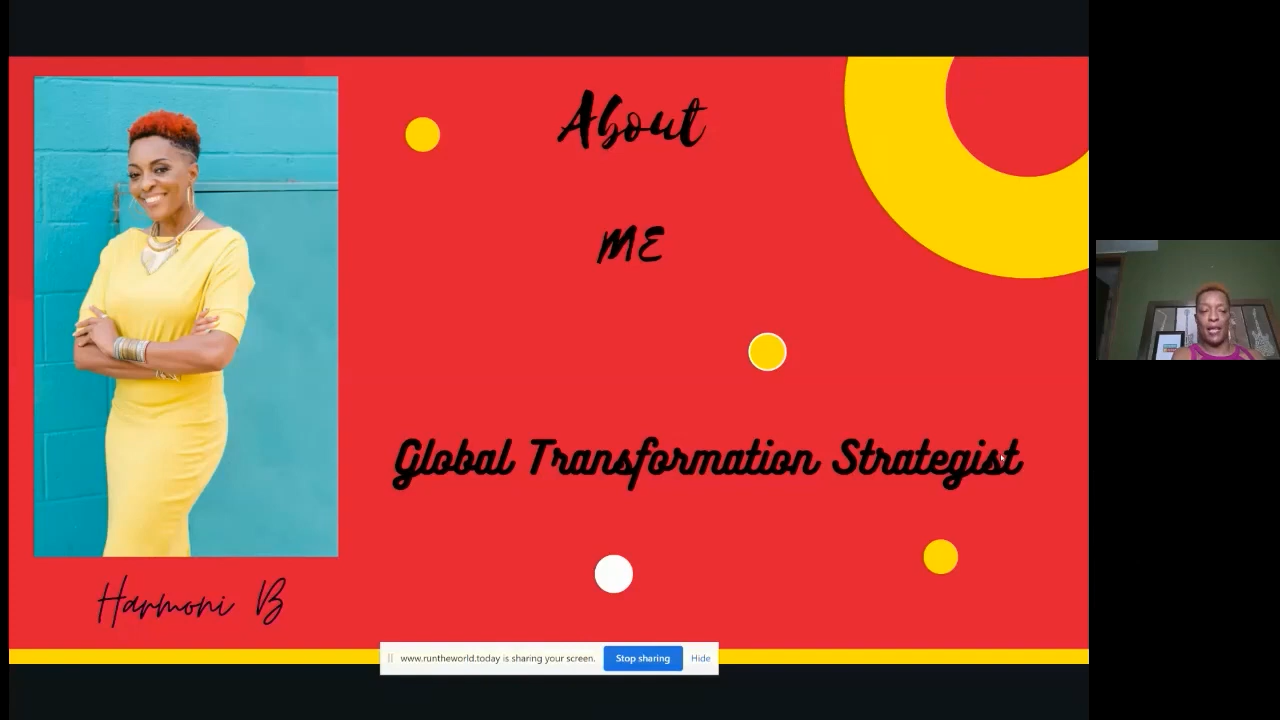 About
ME
Global Transformation Strategist
Harmoni B
www.runtheworld.today is sharing your screen. Stop sharing Hide